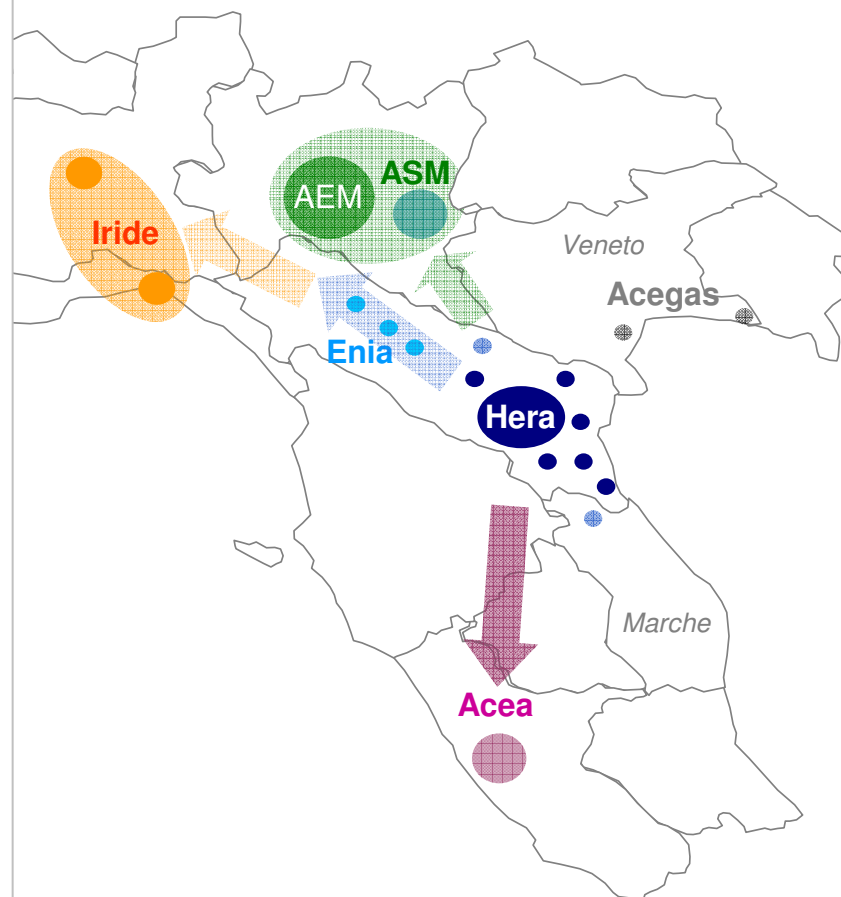 ASM
AEM
Iride
Veneto
Acegas
Enia
Hera
Marche
Acea